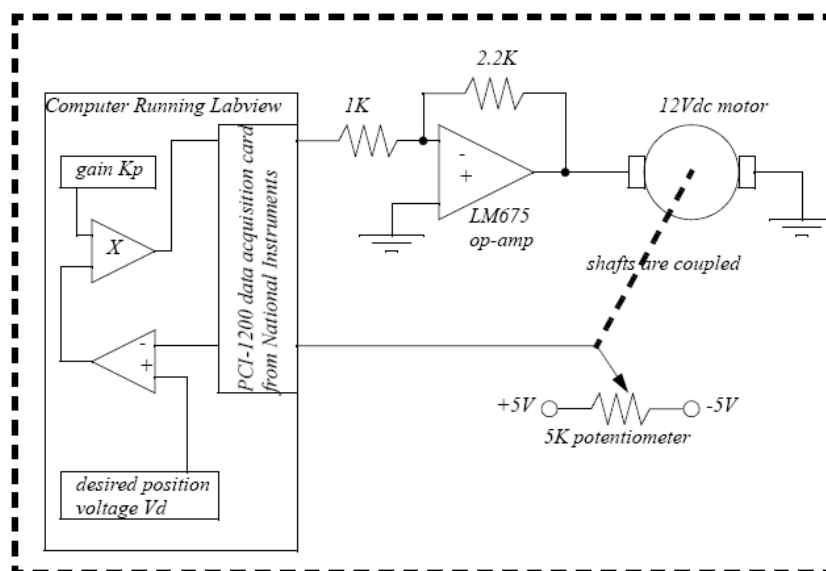 2.2K
Computer Running Labview
1K
12Vdc motor
gain Kp
PCI-1200 data acquisition card
from National Instruments
-
+
LM675
op-amp
X
shafts are coupled
-
+
+5V
-5V
5K potentiometer
desired position
voltage Vd